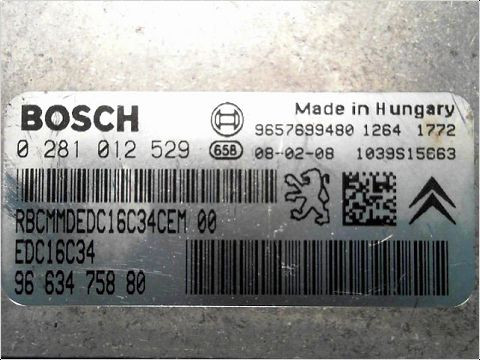 BOSCH
Made in Hungary
9657699480 1264 1772
0 281 012 529 658 08-02-08 1039S15663
RBCMMDEDC16C34CEM 00
EDC16C34
96 634 758 80